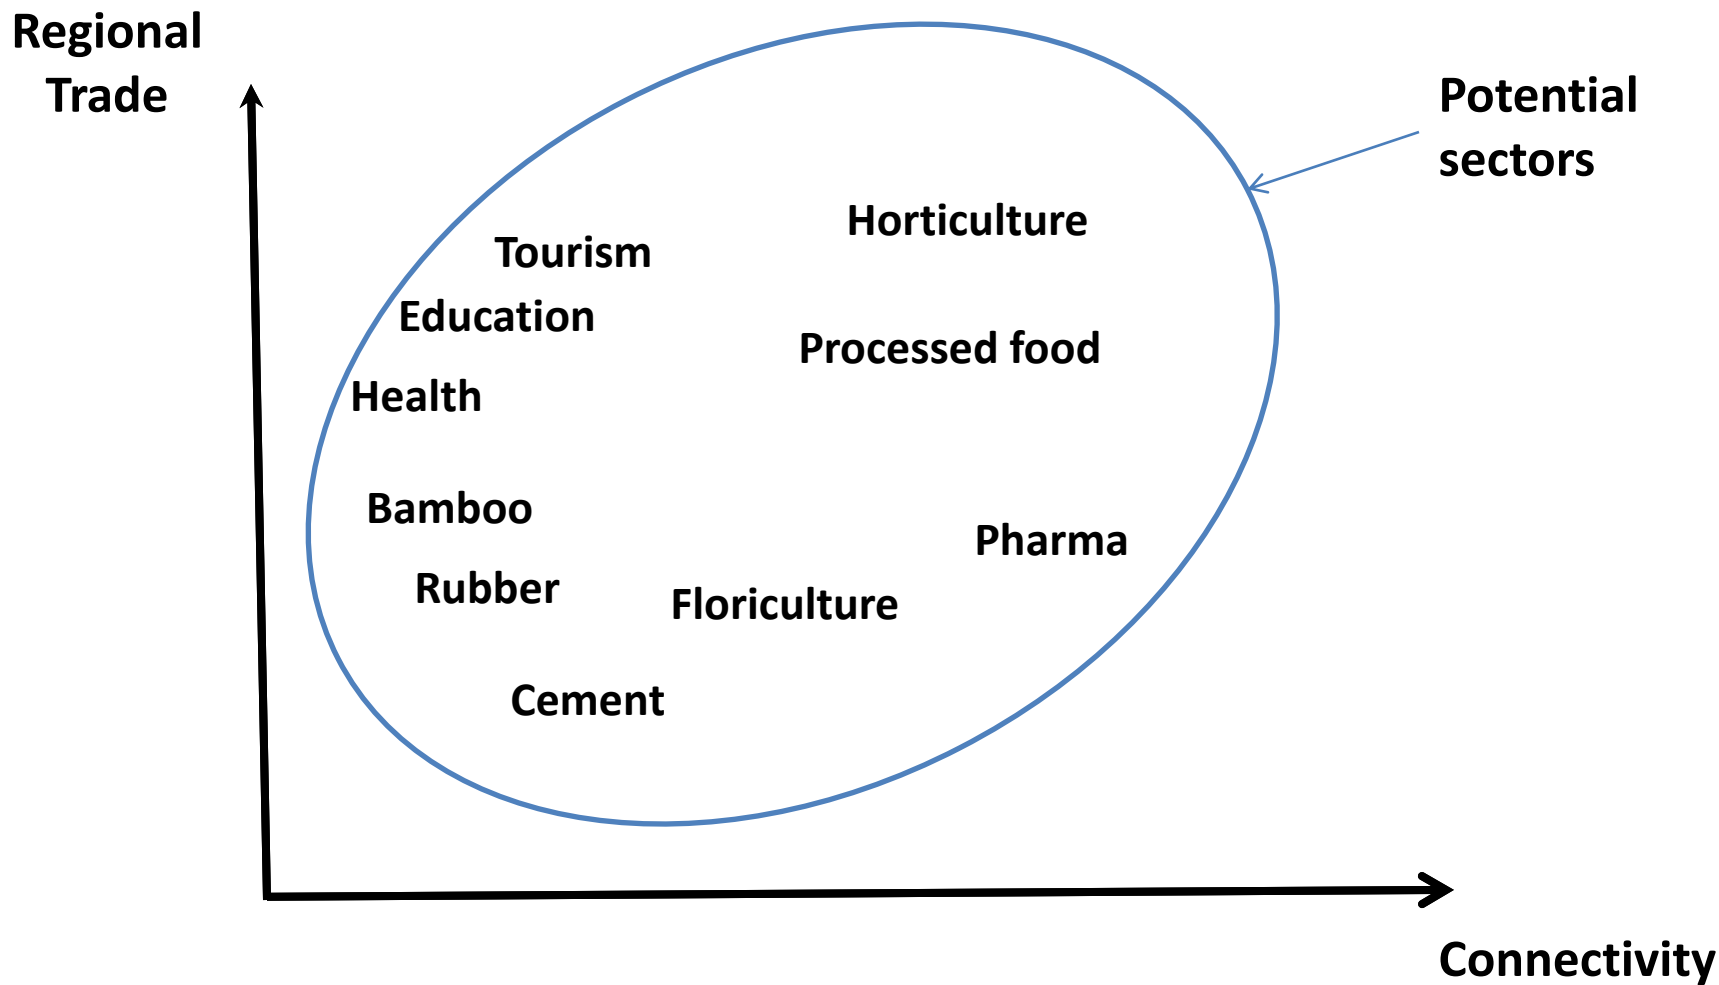 Regional
Trade
Potential
sectors
Horticulture
Tourism
Education
Processed food
Health
Bamboo
Pharma
Rubber
Floriculture
Cement
Connectivity